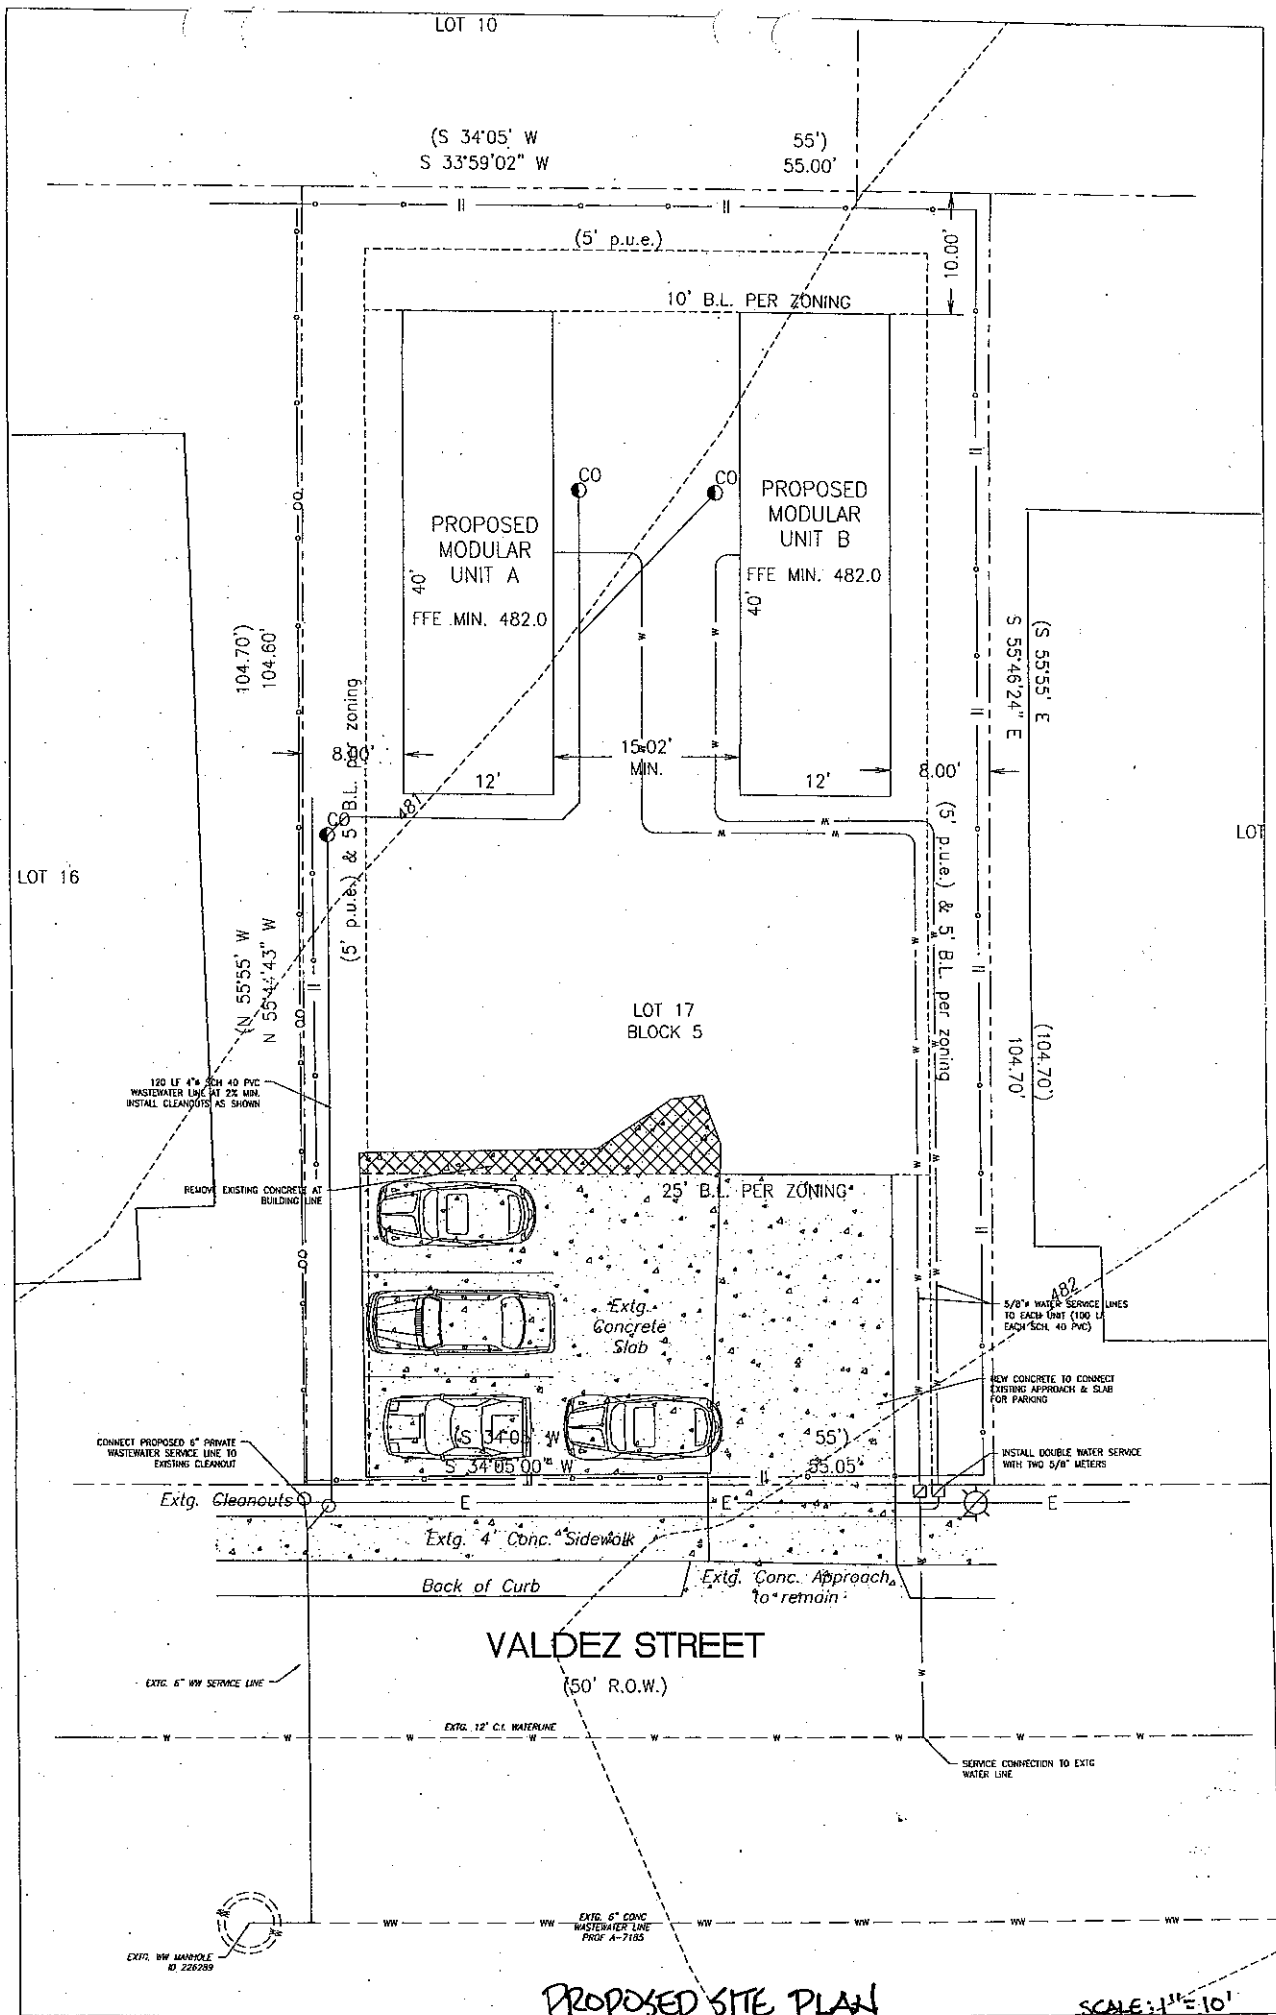 LOT 10
(S 34°05' W
55')
S 33°59'02" W
55.00'
(5' p.u.e.)
10.00'
10' B.L. PER ZONING
CO
CO
PROPOSED
MODULAR
UNIT A
FFE MIN. 482.0
40'
PROPOSED
MODULAR
UNIT B
FFE MIN. 482.0
40'
104.70')
104.60'
(S 55°55' E
S 55°46'24" E
(5' p.u.e.) & 5' B.L. per zoning
8.00'
15.02'
MIN.
12'
12'
8.00'
481
CO
(5' p.u.e.) & 5' B.L. per zoning
LOT 16
LOT
(N 55°55' W
N 55°44'43" W
LOT 17
BLOCK 5
(104.70')
104.70'
120 LF 4"ø SCH 40 PVC
WASTEWATER LINE AT 2% MIN.
INSTALL CLEANOUTS AS SHOWN
REMOVE EXISTING CONCRETE AT
BUILDING LINE
25' B.L. PER ZONING
Extg.
Concrete
Slab
482
5/8"ø WATER SERVICE LINES
TO EACH UNIT (100 LF
EACH SCH. 40 PVC)
NEW CONCRETE TO CONNECT
EXISTING APPROACH & SLAB
FOR PARKING
CONNECT PROPOSED 6" PRIVATE
WASTEWATER SERVICE LINE TO
EXISTING CLEANOUT
(S 34°05' W
55')
S 34°05'00" W
55.05'
INSTALL DOUBLE WATER SERVICE
WITH TWO 5/8" METERS
Extg. Cleanouts
E
E
E
Extg. 4' Conc. Sidewalk
Back of Curb
Extg. Conc. Approach
to remain
VALDEZ STREET
(50' R.O.W.)
EXTG. 6" WW SERVICE LINE
EXTG. 12" C.I. WATERLINE
W W W W W W W W
SERVICE CONNECTION TO EXTG
WATER LINE
EXTG. 6" CONC
WASTEWATER LINE
PROF A-7185
WW WW WW WW WW WW
EXTG. WW MANHOLE
ID 226289
PROPOSED SITE PLAN
SCALE: 1"=10'